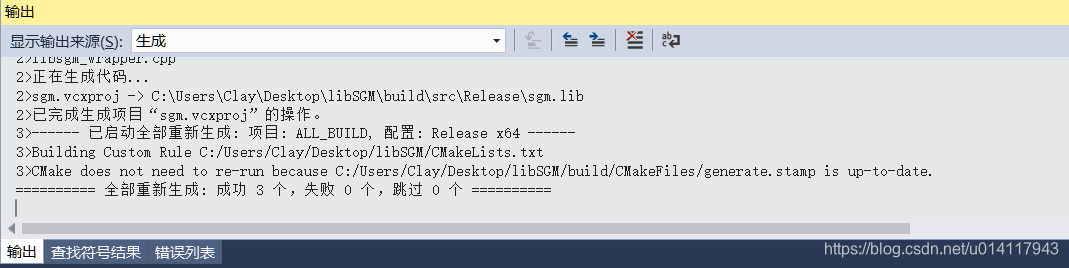 输出
显示输出来源(S): 生成
2>libsgm_wrapper.cpp
2>正在生成代码...
2>sgm.vcxproj -> C:\Users\Clay\Desktop\libSGM\build\src\Release\sgm.lib
2>已完成生成项目“sgm.vcxproj”的操作。
3>------ 已启动全部重新生成: 项目: ALL_BUILD, 配置: Release x64 ------
3>Building Custom Rule C:/Users/Clay/Desktop/libSGM/CMakeLists.txt
3>CMake does not need to re-run because C:/Users/Clay/Desktop/libSGM/build/CMakeFiles/generate.stamp is up-to-date.
========== 全部重新生成: 成功 3 个，失败 0 个，跳过 0 个 ==========
输出 查找符号结果 错误列表
https://blog.csdn.net/u014117943